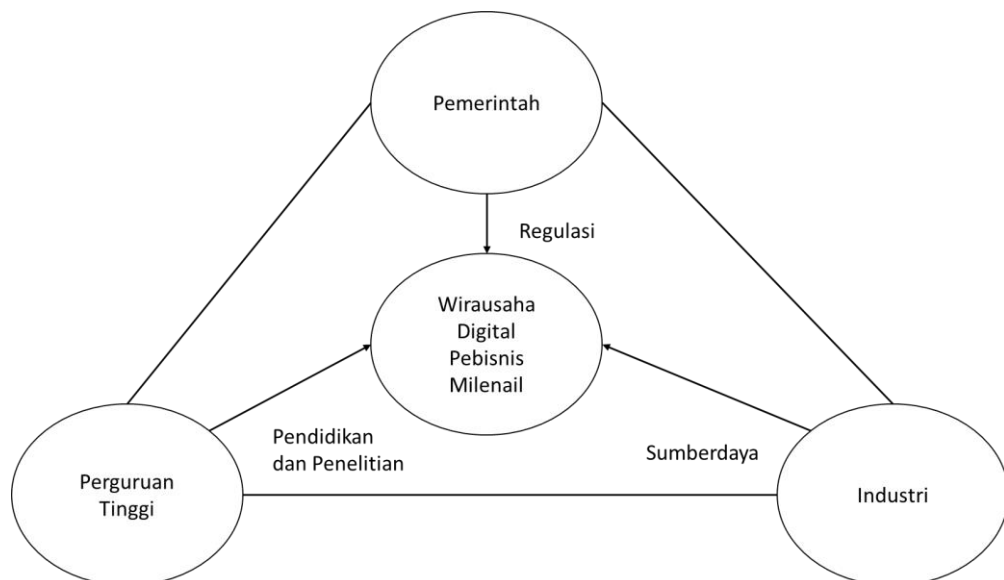 Pemerintah
Regulasi
Wirausaha
Digital
Pebisnis
Milenail
Pendidikan
dan Penelitian
Sumberdaya
Perguruan
Tinggi
Industri